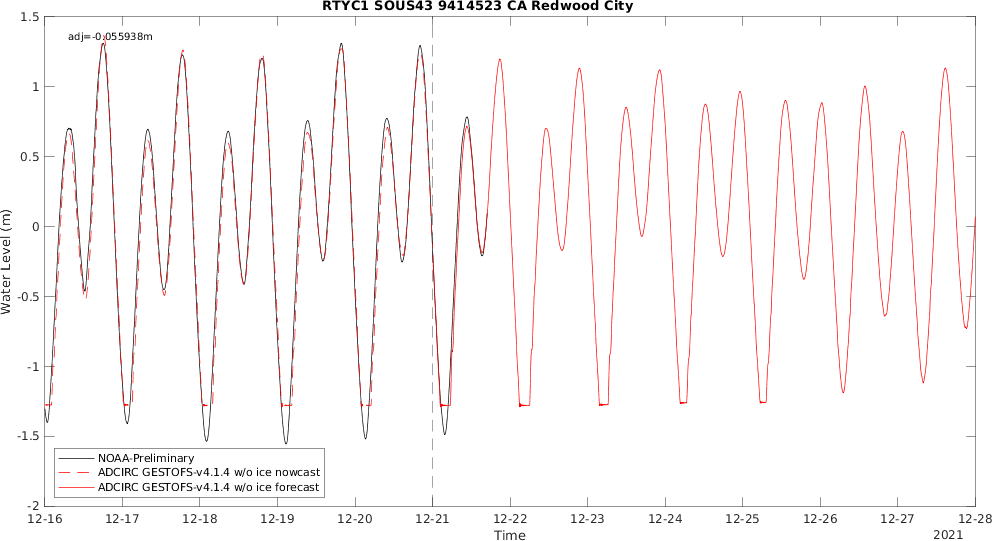 RTYC1 SOUS43 9414523 CA Redwood City
adj=-0.055938m
1.5
1
0.5
0
-0.5
-1
-1.5
-2
Water Level (m)
NOAA-Preliminary
ADCIRC GESTOFS-v4.1.4 w/o ice nowcast
ADCIRC GESTOFS-v4.1.4 w/o ice forecast
12-16 12-17 12-18 12-19 12-20 12-21 12-22 12-23 12-24 12-25 12-26 12-27 12-28
Time
2021